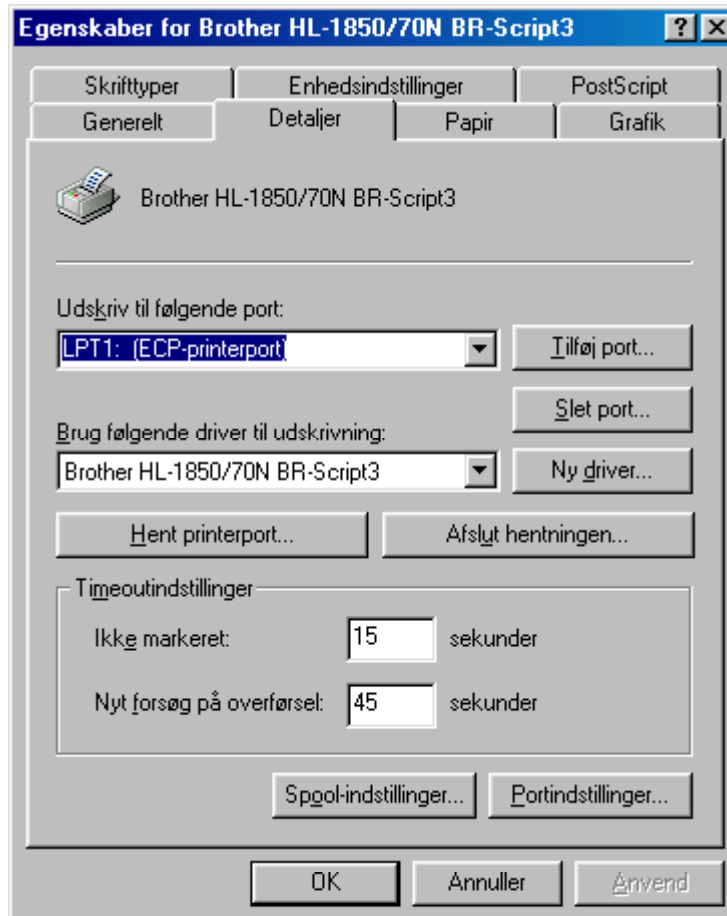 Egenskaber for Brother HL-1850/70N BR-Script3
Skrifttyper Enhedsindstillinger PostScript
Generelt Detaljer Papir Grafik
Brother HL-1850/70N BR-Script3
Udskriv til følgende port:
LPT1: (ECP-printerport)
Tilføj port...
Slet port...
Brug følgende driver til udskrivning:
Brother HL-1850/70N BR-Script3
Ny driver...
Hent printerport... Afslut hentningen...
Timeoutindstillinger
Ikke markeret: 15 sekunder
Nyt forsøg på overførsel: 45 sekunder
Spool-indstillinger... Portindstillinger...
OK Annuller Anvend